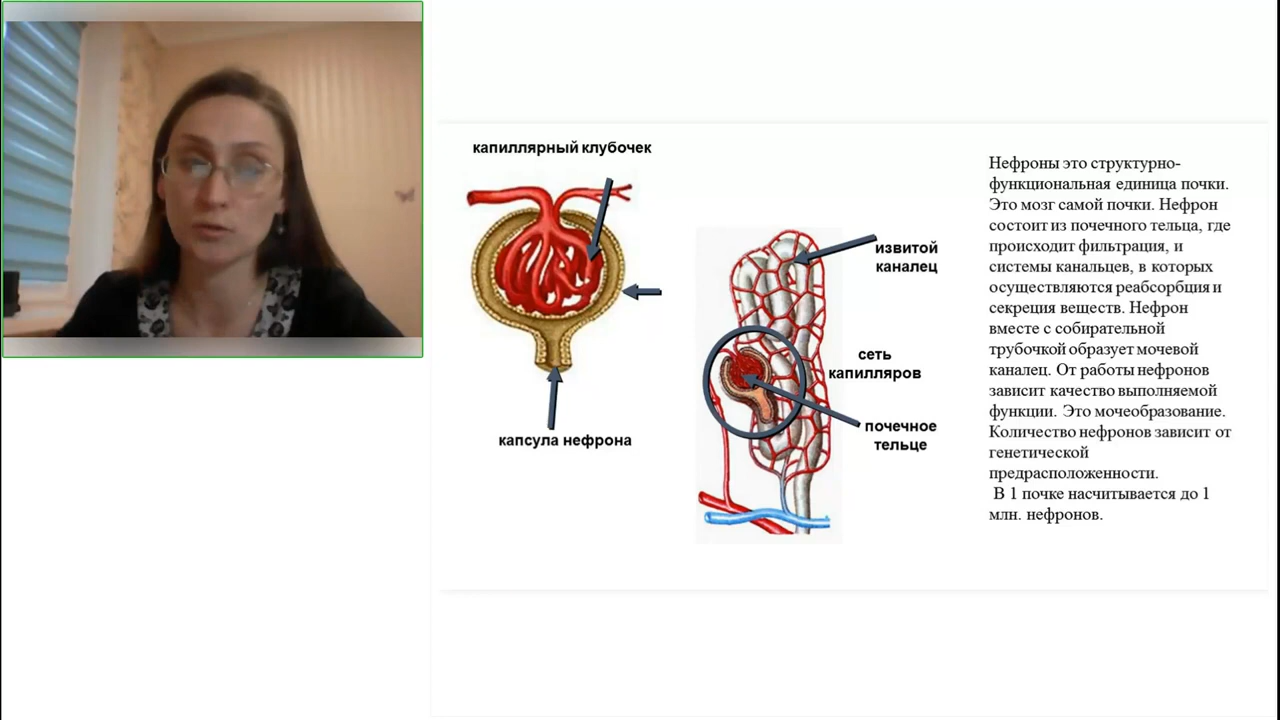 капиллярный клубочек
капсула нефрона
извитой
каналец
сеть
капилляров
почечное
тельце
Нефроны это структурно-
функциональная единица почки.
Это мозг самой почки. Нефрон
состоит из почечного тельца, где
происходит фильтрация, и
системы канальцев, в которых
осуществляются реабсорбция и
секреция веществ. Нефрон
вместе с собирательной
трубочкой образует мочевой
каналец. От работы нефронов
зависит качество выполняемой
функции. Это мочеобразование.
Количество нефронов зависит от
генетической
предрасположенности.
В 1 почке насчитывается до 1
млн. нефронов.